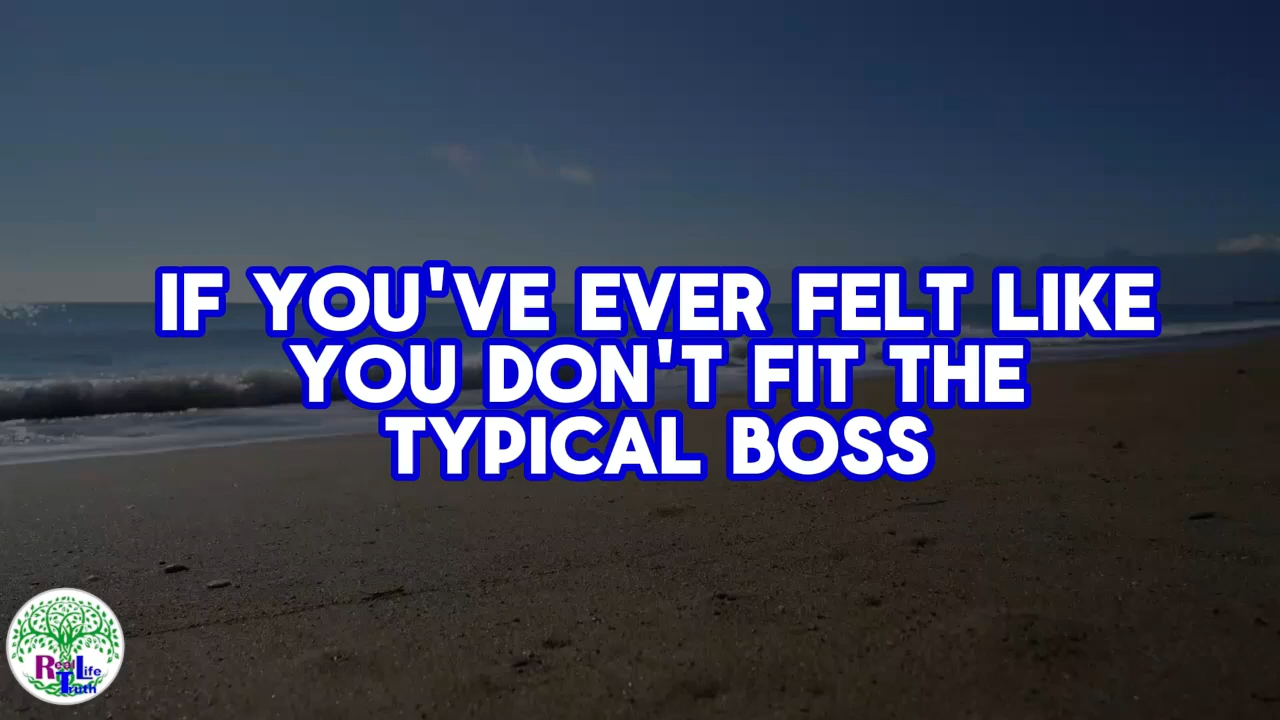 IF YOU'VE EVER FELT LIKE
YOU DON'T FIT THE
TYPICAL BOSS
Real Life
Truth